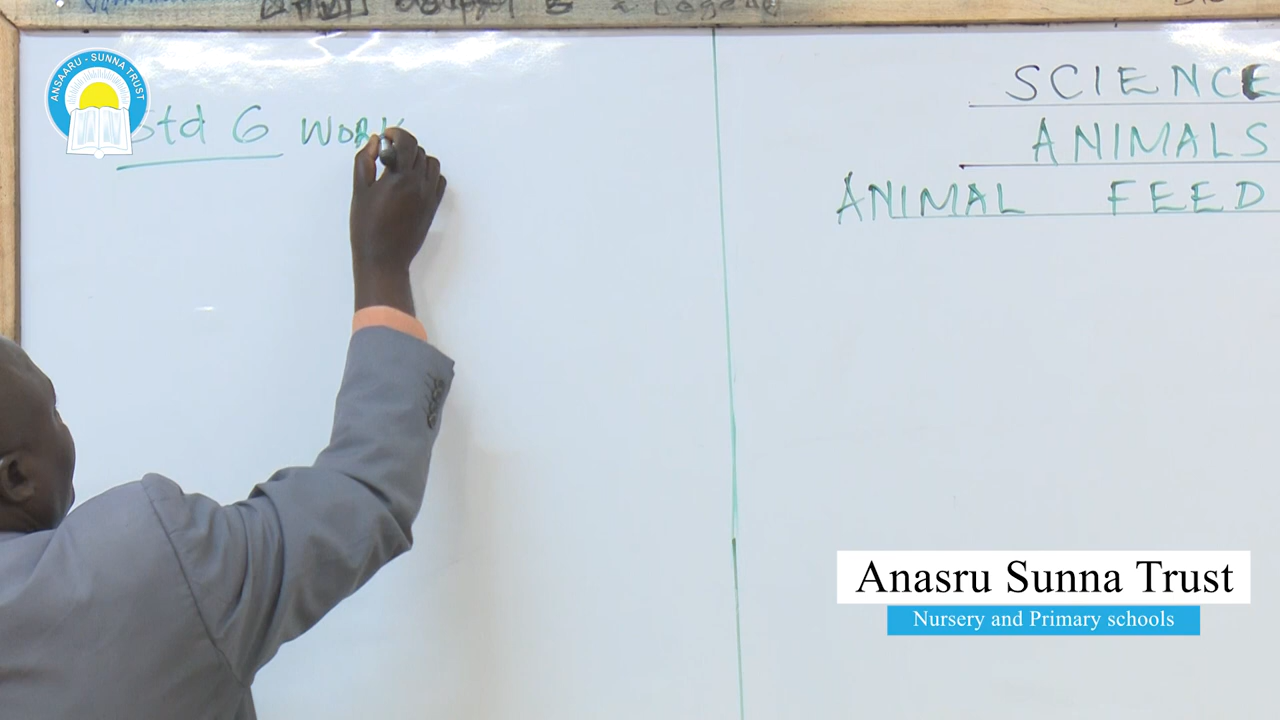 ANSAARU - SUNNA TRUST
Std 6 WORK
SCIENCE
ANIMALS
ANIMAL FEED
Anasru Sunna Trust
Nursery and Primary schools